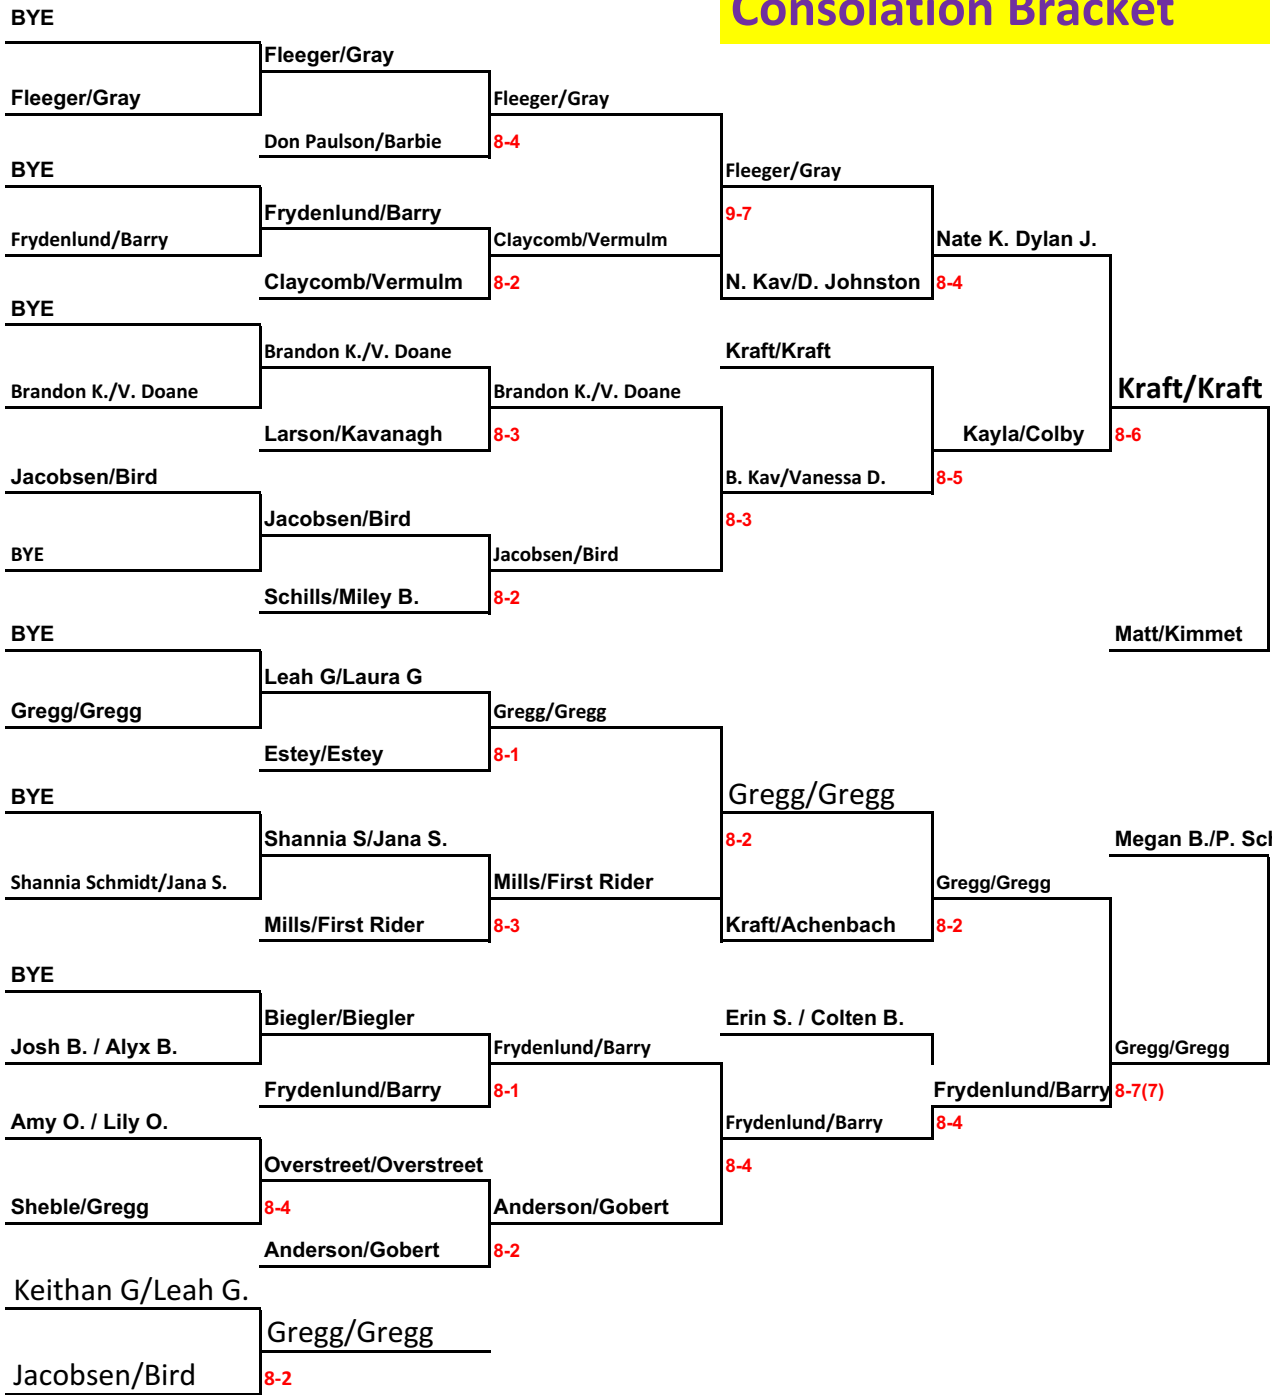 Consolation Bracket
BYE
Fleeger/Gray
Fleeger/Gray
Fleeger/Gray
Don Paulson/Barbie
8-4
BYE
Fleeger/Gray
Frydenlund/Barry
9-7
Frydenlund/Barry
Claycomb/Vermulm
Nate K. Dylan J.
Claycomb/Vermulm
8-2
N. Kav/D. Johnston
8-4
BYE
Brandon K./V. Doane
Kraft/Kraft
Brandon K./V. Doane
Brandon K./V. Doane
Kraft/Kraft
Larson/Kavanagh
8-3
Kayla/Colby
8-6
Jacobsen/Bird
B. Kav/Vanessa D.
8-5
Jacobsen/Bird
8-3
BYE
Jacobsen/Bird
Schills/Miley B.
8-2
BYE
Matt/Kimmet
Leah G/Laura G
Gregg/Gregg
Gregg/Gregg
Estey/Estey
8-1
BYE
Gregg/Gregg
Shannia S/Jana S.
8-2
Megan B./P. Sch
Shannia Schmidt/Jana S.
Mills/First Rider
Gregg/Gregg
Mills/First Rider
8-3
Kraft/Achenbach
8-2
BYE
Biegler/Biegler
Erin S. / Colten B.
Josh B. / Alyx B.
Frydenlund/Barry
Gregg/Gregg
Frydenlund/Barry
8-1
Frydenlund/Barry
8-7(7)
Amy O. / Lily O.
Frydenlund/Barry
8-4
Overstreet/Overstreet
8-4
Sheble/Gregg
8-4
Anderson/Gobert
Anderson/Gobert
8-2
Keithan G/Leah G.
Gregg/Gregg
Jacobsen/Bird
8-2